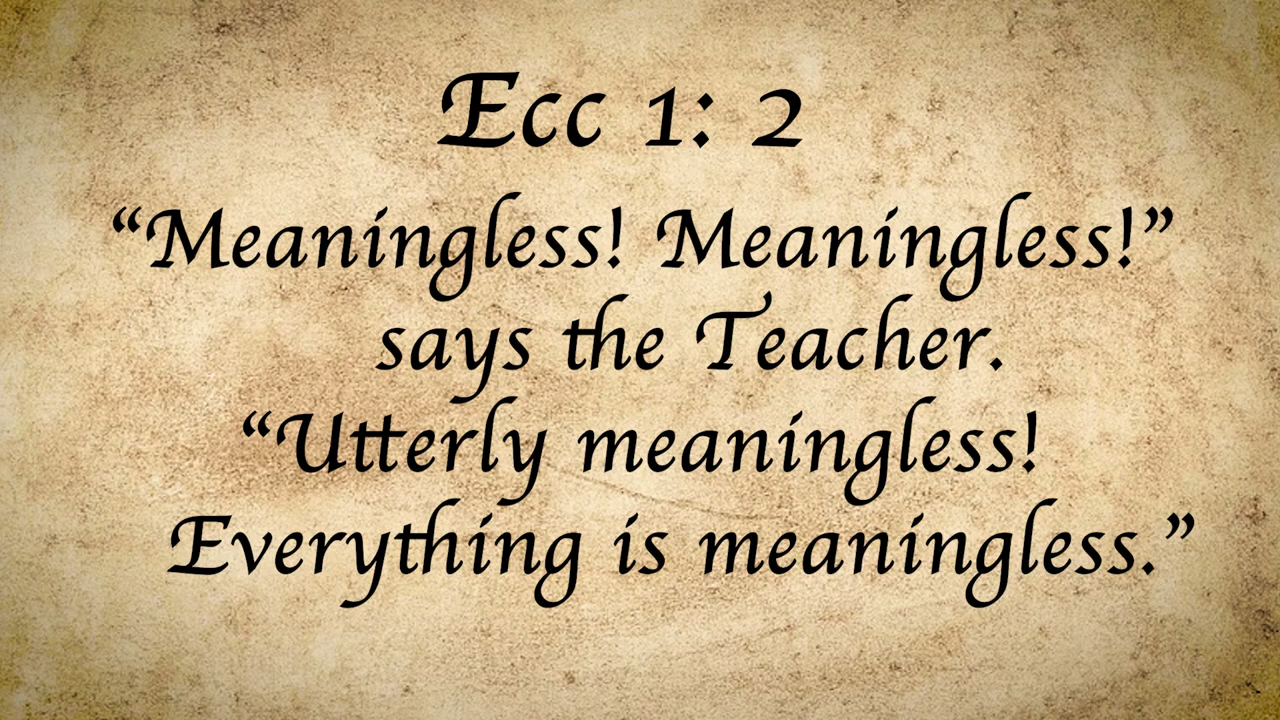 Ecc 1: 2
“Meaningless! Meaningless!”
says the Teacher.
“Utterly meaningless!
Everything is meaningless.”